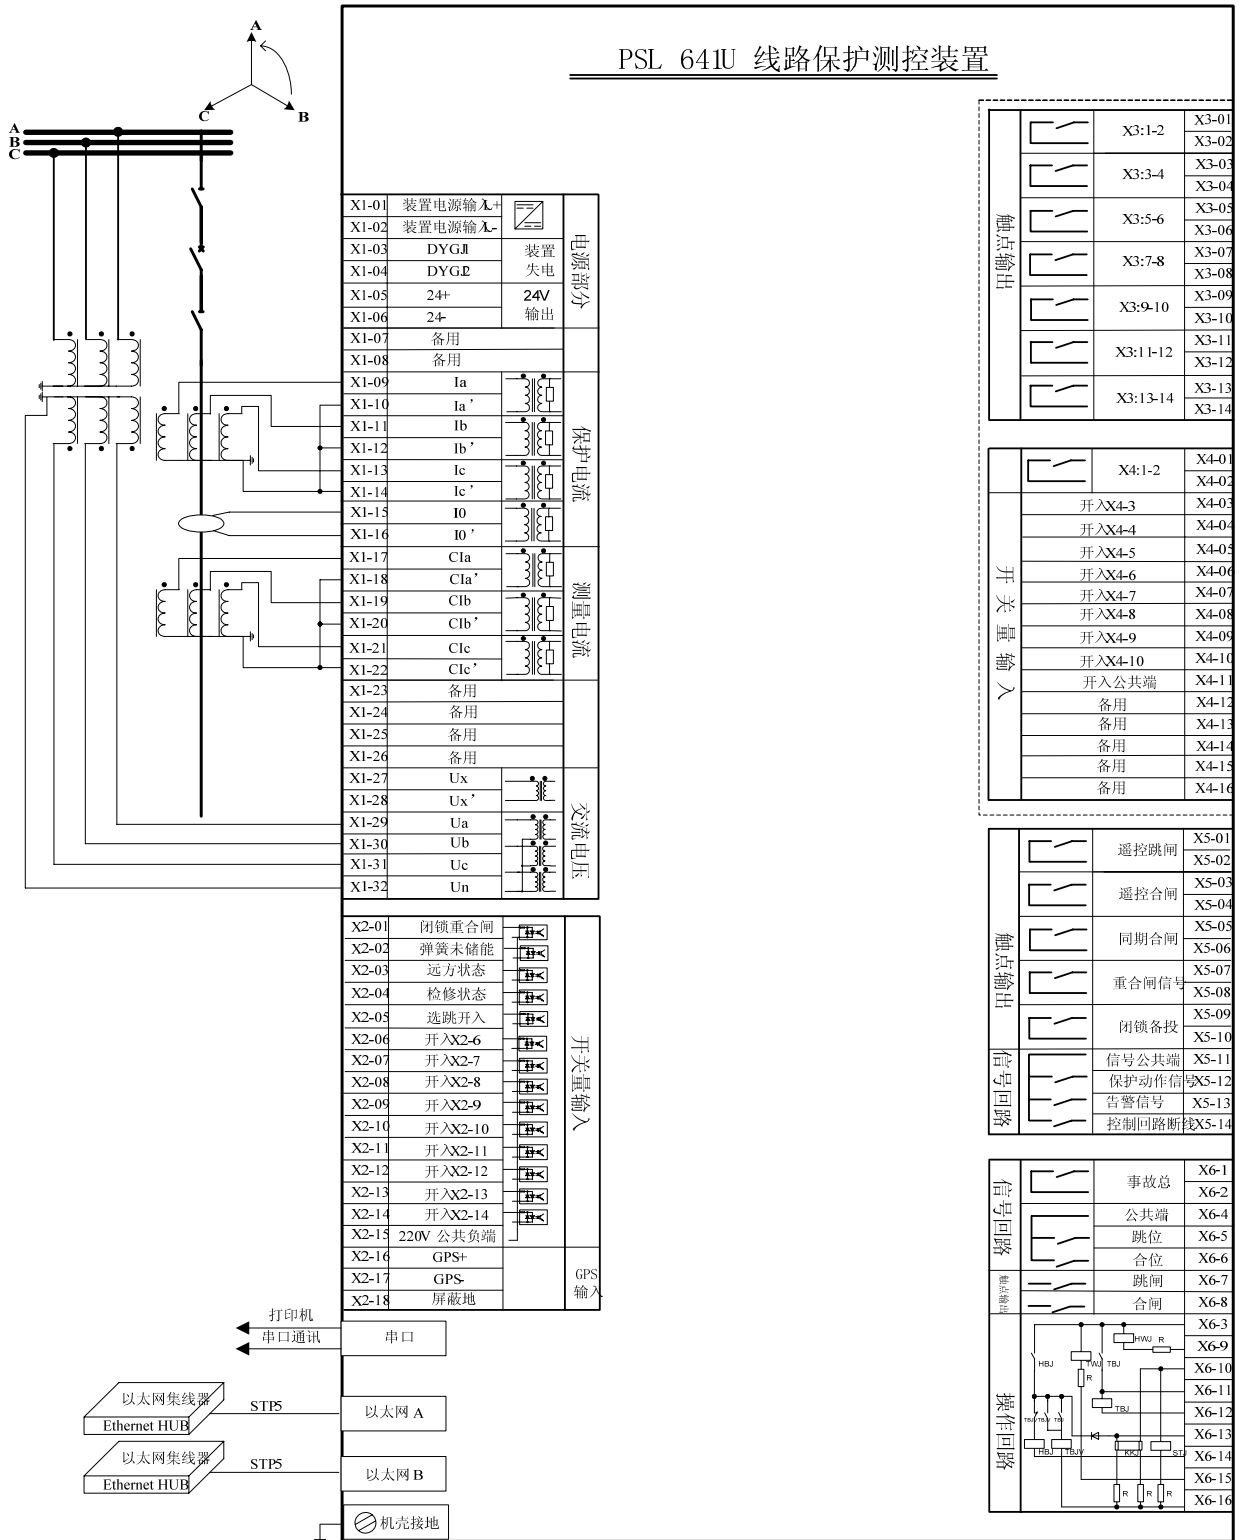 PSL 641U 线路保护测控装置
A
B
C
A
B
C
X1-01 装置电源输入L+
X1-02 装置电源输入L-
X1-03 DYGJ1 装置
X1-04 DYGJ2 失电
X1-05 24+ 24V
X1-06 24- 输出
电源部分
X1-07 备用
X1-08 备用
X1-09 Ia
X1-10 Ia’
X1-11 Ib
X1-12 Ib’
X1-13 Ic
X1-14 Ic’
X1-15 I0
X1-16 I0’
保护电流
X1-17 CIa
X1-18 CIa’
X1-19 CIb
X1-20 CIb’
X1-21 CIc
X1-22 CIc’
测量电流
X1-23 备用
X1-24 备用
X1-25 备用
X1-26 备用
X1-27 Ux
X1-28 Ux’
X1-29 Ua
X1-30 Ub
X1-31 Uc
X1-32 Un
交流电压
X2-01 闭锁重合闸
X2-02 弹簧未储能
X2-03 远方状态
X2-04 检修状态
X2-05 选跳开入
X2-06 开入X2-6
X2-07 开入X2-7
X2-08 开入X2-8
X2-09 开入X2-9
X2-10 开入X2-10
X2-11 开入X2-11
X2-12 开入X2-12
X2-13 开入X2-13
X2-14 开入X2-14
X2-15 220V 公共负端
开关量输入
X2-16 GPS+
X2-17 GPS-
X2-18 屏蔽地
GPS
输入
打印机
串口通讯
串口
以太网集线器
Ethernet HUB
STP5
以太网 A
以太网集线器
Ethernet HUB
STP5
以太网 B
机壳接地
触点输出
X3:1-2 X3-01
X3-02
X3:3-4 X3-03
X3-04
X3:5-6 X3-05
X3-06
X3:7-8 X3-07
X3-08
X3:9-10 X3-09
X3-10
X3:11-12 X3-11
X3-12
X3:13-14 X3-13
X3-14
X4:1-2 X4-01
X4-02
开关量输入
开入X4-3 X4-03
开入X4-4 X4-04
开入X4-5 X4-05
开入X4-6 X4-06
开入X4-7 X4-07
开入X4-8 X4-08
开入X4-9 X4-09
开入X4-10 X4-10
开入公共端 X4-11
备用 X4-12
备用 X4-13
备用 X4-14
备用 X4-15
备用 X4-16
触点输出
遥控跳闸 X5-01
X5-02
遥控合闸 X5-03
X5-04
同期合闸 X5-05
X5-06
重合闸信号 X5-07
X5-08
闭锁备投 X5-09
X5-10
信号回路
信号公共端 X5-11
保护动作信号 X5-12
告警信号 X5-13
控制回路断线 X5-14
信号回路
事故总 X6-1
X6-2
公共端 X6-4
跳位 X6-5
合位 X6-6
触点输出
跳闸 X6-7
合闸 X6-8
操作回路
X6-3
X6-9
X6-10
X6-11
X6-12
X6-13
X6-14
X6-15
X6-16
HWJ R
HBJ TWJ TBJ
R
TBJ
TBJV TBJV TBJ
HBJ TBJV KKJ STJ
R R R